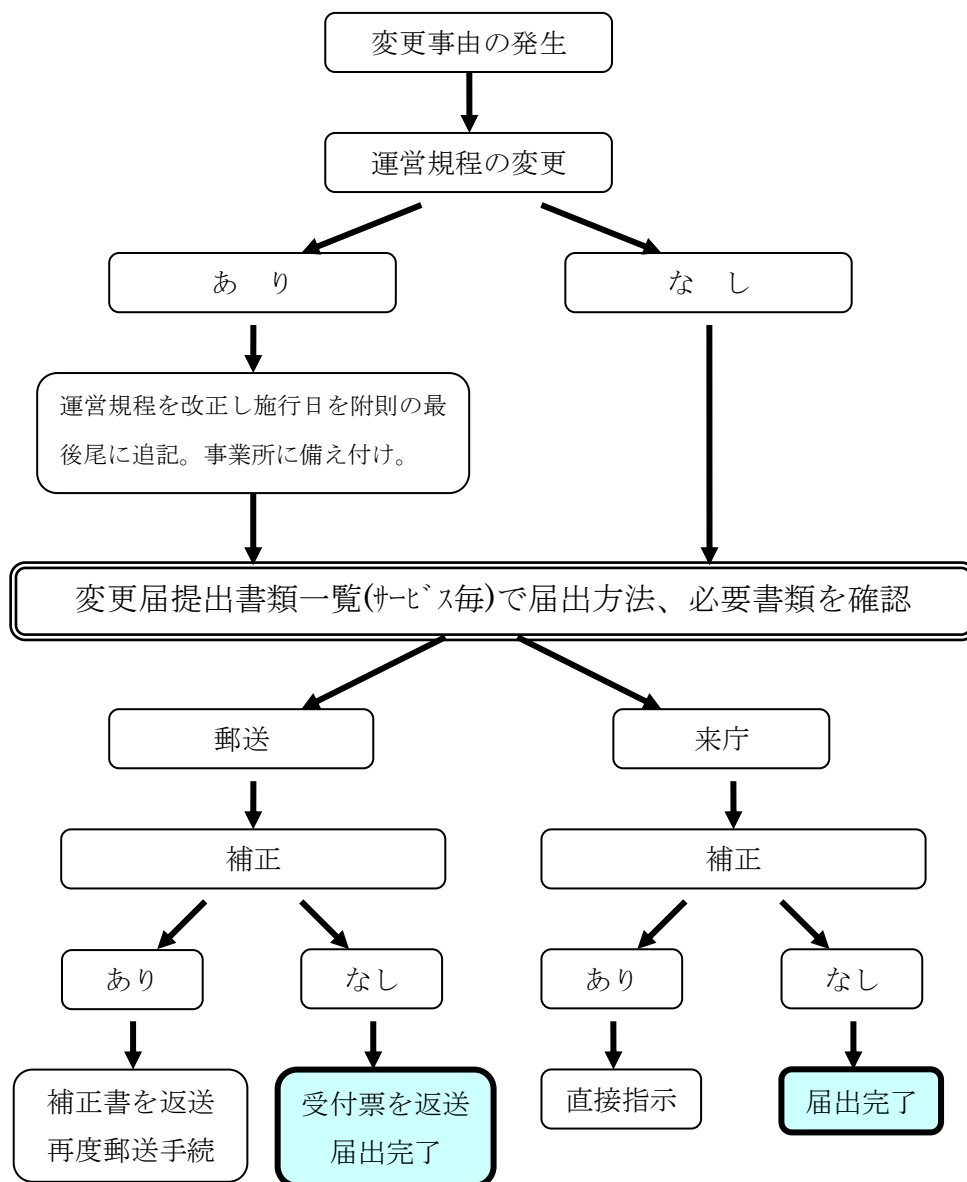 変更事由の発生
運営規程の変更
あ　り
な　し
運営規程を改正し施行日を附則の最
後尾に追記。事業所に備え付け。
変更届提出書類一覧(ｻｰﾋﾞｽ毎)で届出方法、必要書類を確認
郵送
来庁
補正
補正
あり
なし
あり
なし
補正書を返送
再度郵送手続
受付票を返送
届出完了
直接指示
届出完了